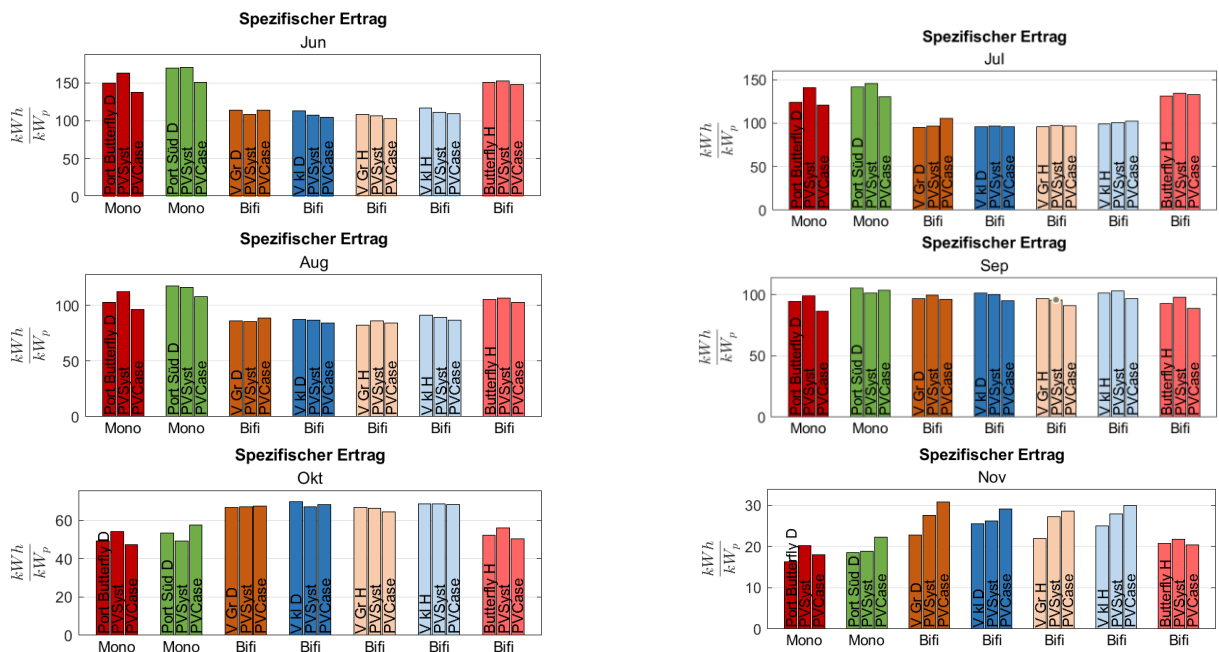 Spezifischer Ertrag
Jun
kWh
kW_p
150
100
50
0
Port Butterfly D
PVSyst
PVCase
Port Süd D
PVSyst
PVCase
V Gr D
PVSyst
PVCase
V kl D
PVSyst
PVCase
V Gr H
PVSyst
PVCase
V kl H
PVSyst
PVCase
Butterfly H
PVSyst
PVCase
Mono Mono Bifi Bifi Bifi Bifi Bifi
Spezifischer Ertrag
Jul
kWh
kW_p
150
100
50
0
Port Butterfly D
PVSyst
PVCase
Port Süd D
PVSyst
PVCase
V Gr D
PVSyst
PVCase
V kl D
PVSyst
PVCase
V Gr H
PVSyst
PVCase
V kl H
PVSyst
PVCase
Butterfly H
PVSyst
PVCase
Mono Mono Bifi Bifi Bifi Bifi Bifi
Spezifischer Ertrag
Aug
kWh
kW_p
100
50
0
Port Butterfly D
PVSyst
PVCase
Port Süd D
PVSyst
PVCase
V Gr D
PVSyst
PVCase
V kl D
PVSyst
PVCase
V Gr H
PVSyst
PVCase
V kl H
PVSyst
PVCase
Butterfly H
PVSyst
PVCase
Mono Mono Bifi Bifi Bifi Bifi Bifi
Spezifischer Ertrag
Sep
kWh
kW_p
100
50
0
Port Butterfly D
PVSyst
PVCase
Port Süd D
PVSyst
PVCase
V Gr D
PVSyst
PVCase
V kl D
PVSyst
PVCase
V Gr H
PVSyst
PVCase
V kl H
PVSyst
PVCase
Butterfly H
PVSyst
PVCase
Mono Mono Bifi Bifi Bifi Bifi Bifi
Spezifischer Ertrag
Okt
kWh
kW_p
60
40
20
0
Port Butterfly D
PVSyst
PVCase
Port Süd D
PVSyst
PVCase
V Gr D
PVSyst
PVCase
V kl D
PVSyst
PVCase
V Gr H
PVSyst
PVCase
V kl H
PVSyst
PVCase
Butterfly H
PVSyst
PVCase
Mono Mono Bifi Bifi Bifi Bifi Bifi
Spezifischer Ertrag
Nov
kWh
kW_p
30
20
10
0
Port Butterfly D
PVSyst
PVCase
Port Süd D
PVSyst
PVCase
V Gr D
PVSyst
PVCase
V kl D
PVSyst
PVCase
V Gr H
PVSyst
PVCase
V kl H
PVSyst
PVCase
Butterfly H
PVSyst
PVCase
Mono Mono Bifi Bifi Bifi Bifi Bifi